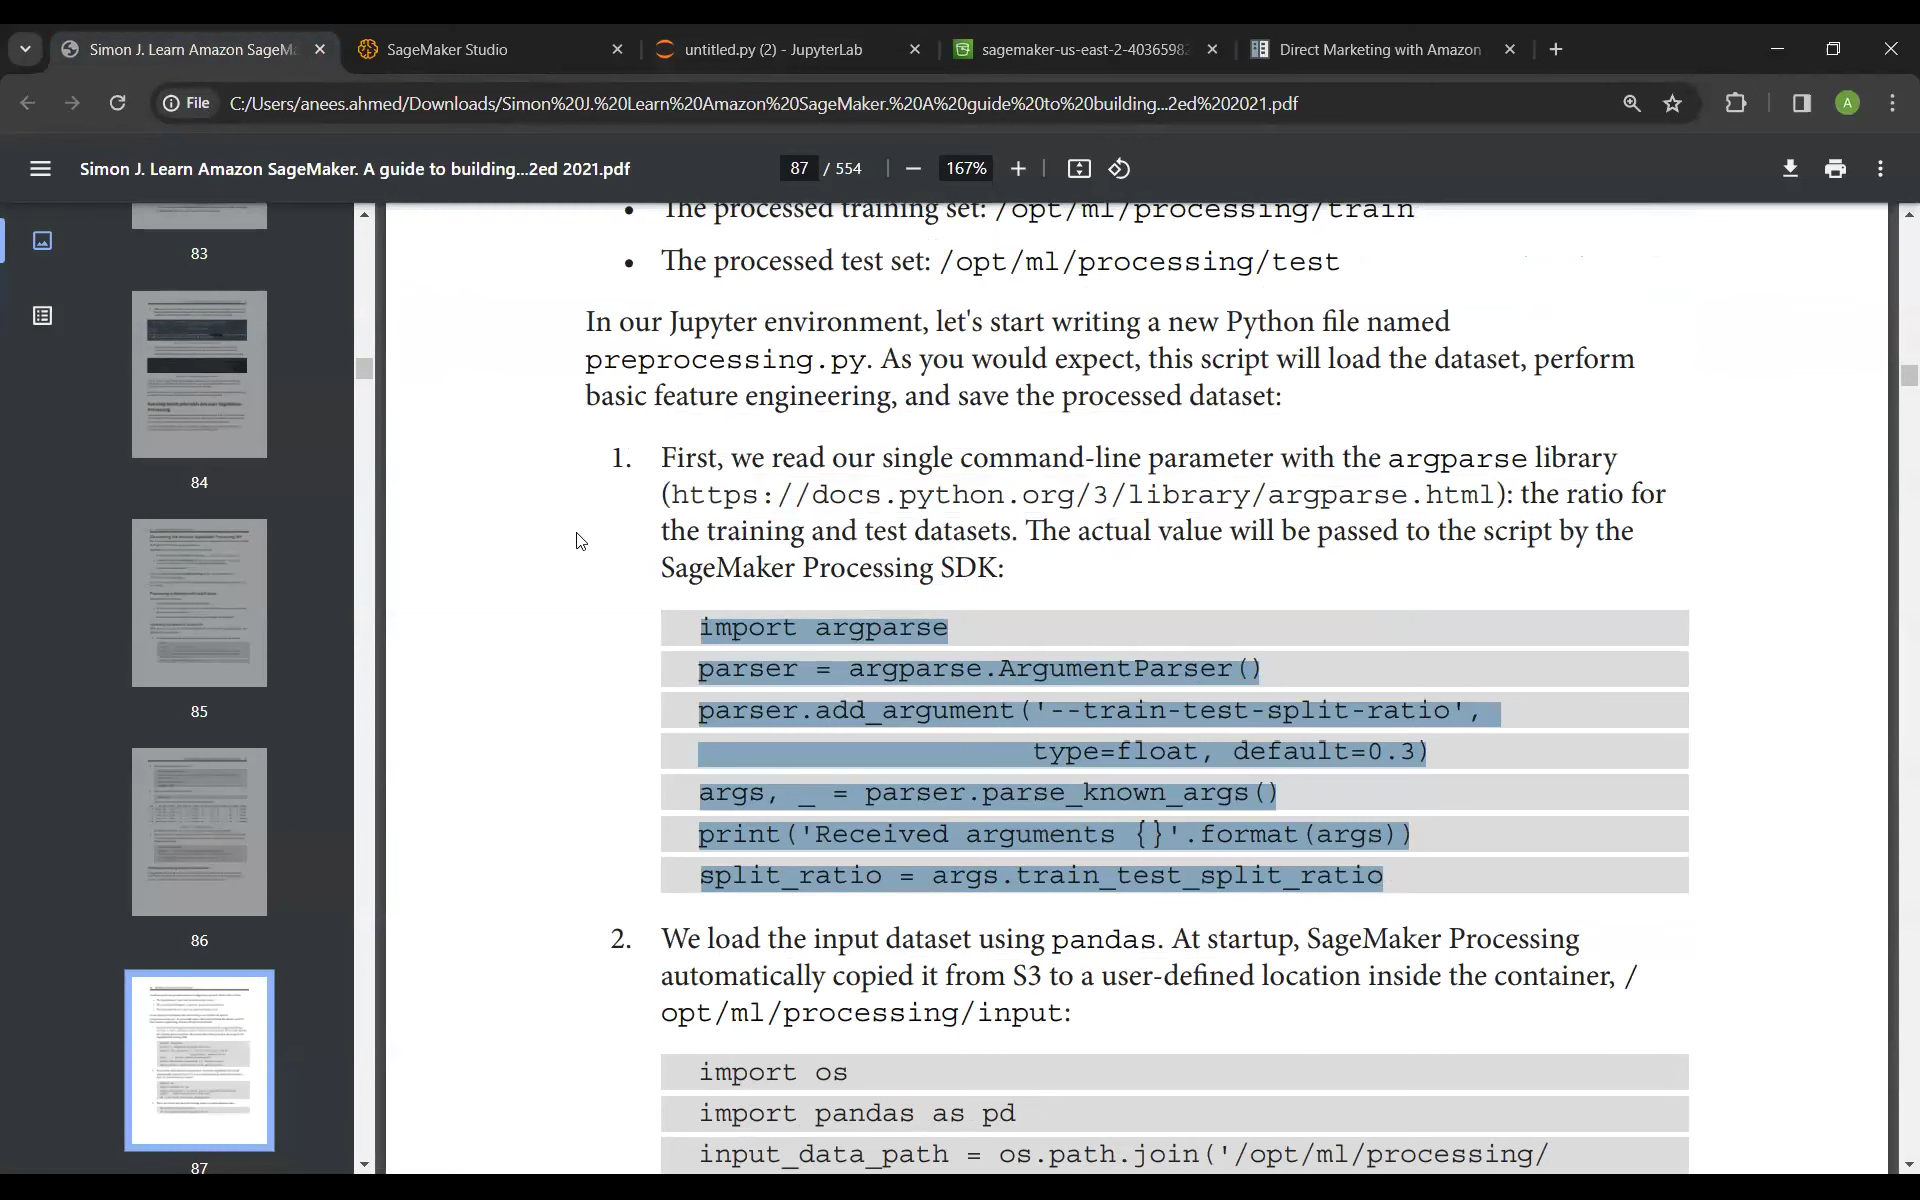 Simon J. Learn Amazon SageMa
SageMaker Studio
untitled.py (2) - JupyterLab
sagemaker-us-east-2-40365982
Direct Marketing with Amazon
File
C:/Users/anees.ahmed/Downloads/Simon%20J.%20Learn%20Amazon%20SageMaker.%20A%20guide%20to%20building...2ed%202021.pdf
A
Simon J. Learn Amazon SageMaker. A guide to building...2ed 2021.pdf
87 / 554
167%
83
84
85
86
87
• The processed training set: /opt/ml/processing/train
• The processed test set: /opt/ml/processing/test
In our Jupyter environment, let's start writing a new Python file named
preprocessing.py. As you would expect, this script will load the dataset, perform
basic feature engineering, and save the processed dataset:
1. First, we read our single command-line parameter with the argparse library
(https://docs.python.org/3/library/argparse.html): the ratio for
the training and test datasets. The actual value will be passed to the script by the
SageMaker Processing SDK:
import argparse
parser = argparse.ArgumentParser()
parser.add_argument('--train-test-split-ratio',
type=float, default=0.3)
args, _ = parser.parse_known_args()
print('Received arguments {}'.format(args))
split_ratio = args.train_test_split_ratio
2. We load the input dataset using pandas. At startup, SageMaker Processing
automatically copied it from S3 to a user-defined location inside the container, /
opt/ml/processing/input:
import os
import pandas as pd
input_data_path = os.path.join('/opt/ml/processing/